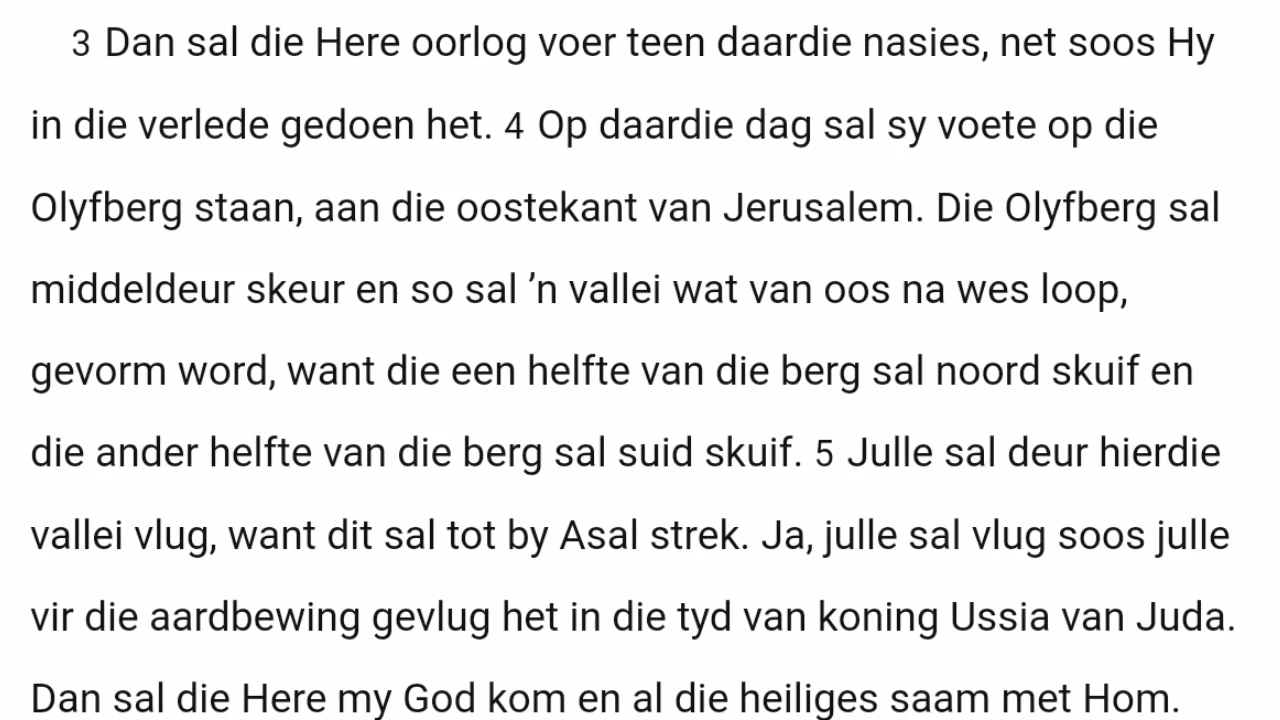 3 Dan sal die Here oorlog voer teen daardie nasies, net soos Hy
in die verlede gedoen het. 4 Op daardie dag sal sy voete op die
Olyfberg staan, aan die oostekant van Jerusalem. Die Olyfberg sal
middeldeur skeur en so sal ’n vallei wat van oos na wes loop,
gevorm word, want die een helfte van die berg sal noord skuif en
die ander helfte van die berg sal suid skuif. 5 Julle sal deur hierdie
vallei vlug, want dit sal tot by Asal strek. Ja, julle sal vlug soos julle
vir die aardbewing gevlug het in die tyd van koning Ussia van Juda.
Dan sal die Here my God kom en al die heiliges saam met Hom.